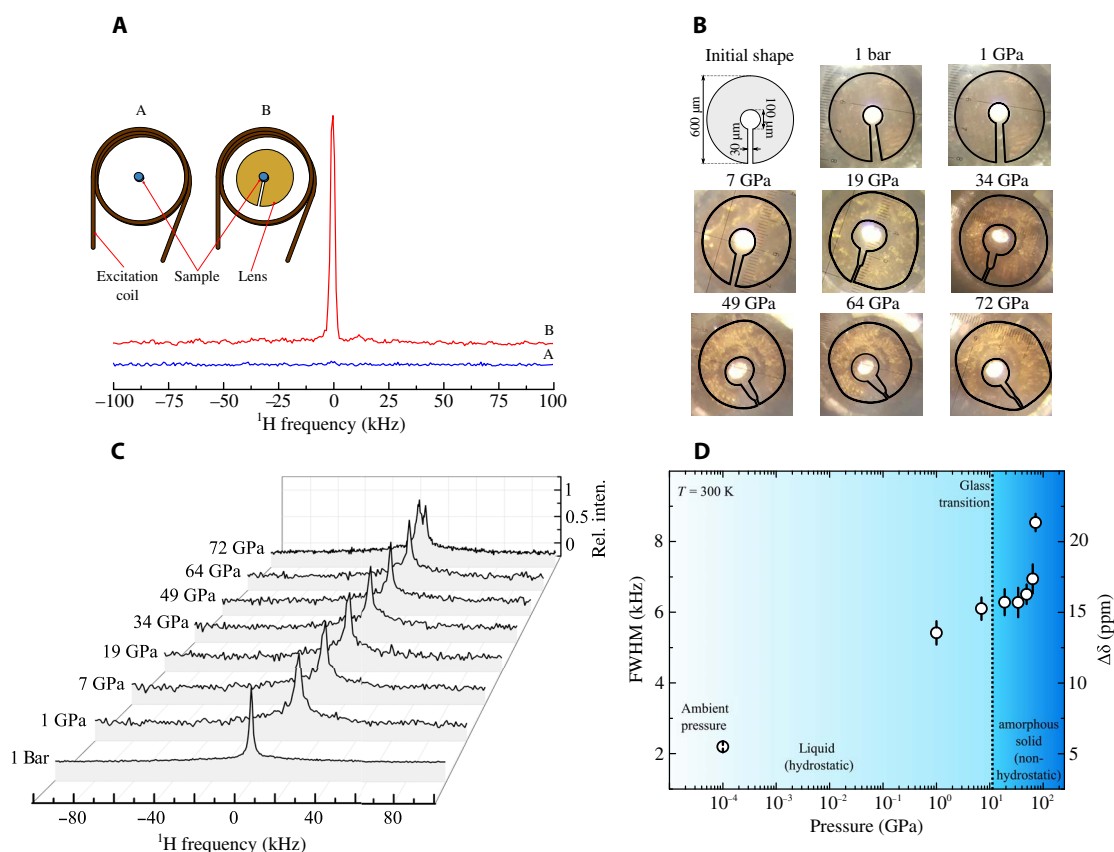 A
A
B
Excitation
coil
Sample
Lens
B
A
−100
−75
−50
−25
0
25
50
75
100
¹H frequency (kHz)
B
Initial shape
1 bar
1 GPa
600 μm
100 μm
30 μm
7 GPa
19 GPa
34 GPa
49 GPa
64 GPa
72 GPa
C
1
0.5
0
Rel. inten.
72 GPa
64 GPa
49 GPa
34 GPa
19 GPa
7 GPa
1 GPa
1 Bar
−80
−40
0
40
80
¹H frequency (kHz)
D
T = 300 K
Glass
transition
8
6
4
2
FWHM (kHz)
20
15
10
5
Δδ (ppm)
Ambient
pressure
Liquid
(hydrostatic)
amorphous
solid
(non-
hydrostatic)
10⁻⁴
10⁻³
10⁻²
10⁻¹
10⁰
10¹
10²
Pressure (GPa)